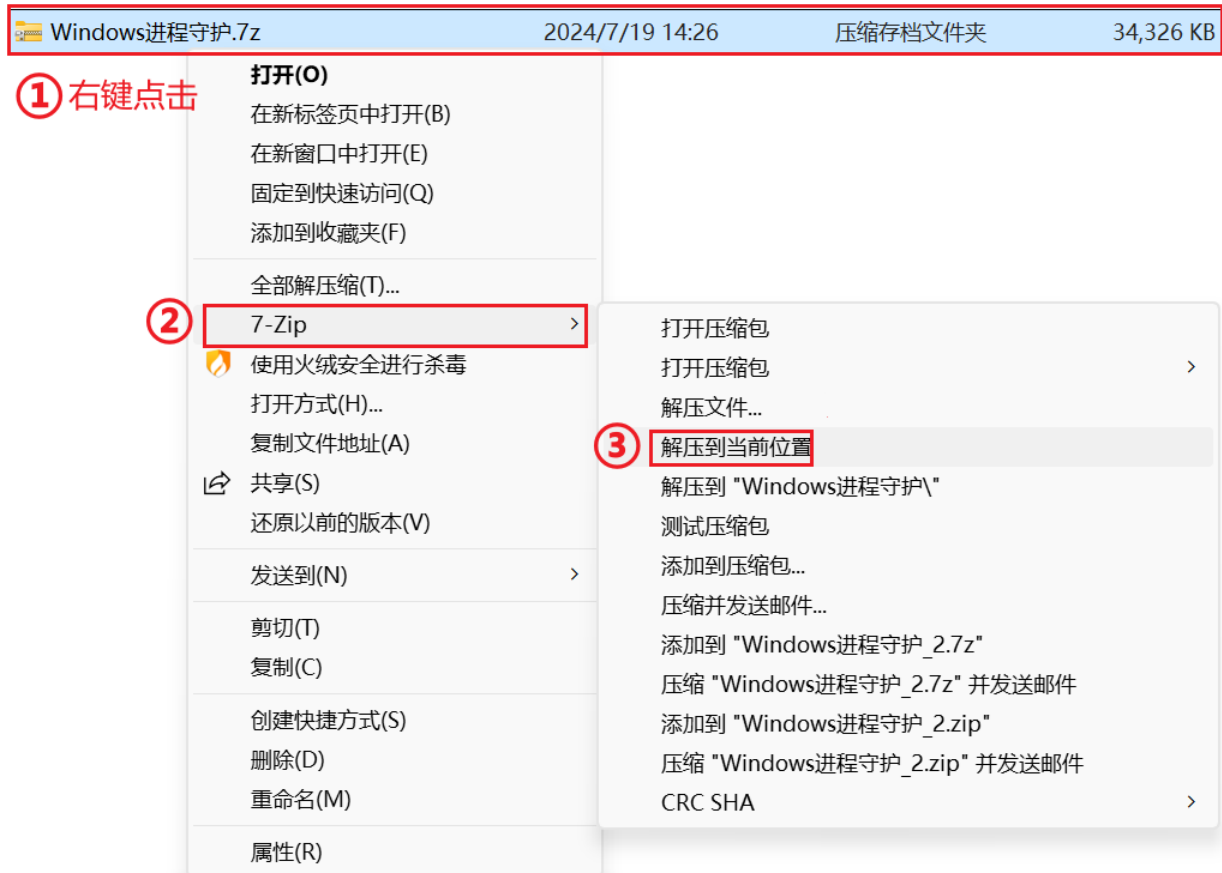 Windows进程守护.7z 2024/7/19 14:26 压缩存档文件夹 34,326 KB
①右键点击
打开(O)
在新标签页中打开(B)
在新窗口中打开(E)
固定到快速访问(Q)
添加到收藏夹(F)
全部解压缩(T)...
②
7-Zip
使用火绒安全进行杀毒
打开方式(H)...
复制文件地址(A)
共享(S)
还原以前的版本(V)
发送到(N)
剪切(T)
复制(C)
创建快捷方式(S)
删除(D)
重命名(M)
属性(R)
打开压缩包
打开压缩包
解压文件...
③
解压到当前位置
解压到 "Windows进程守护\"
测试压缩包
添加到压缩包...
压缩并发送邮件...
添加到 "Windows进程守护_2.7z"
压缩 "Windows进程守护_2.7z" 并发送邮件
添加到 "Windows进程守护_2.zip"
压缩 "Windows进程守护_2.zip" 并发送邮件
CRC SHA